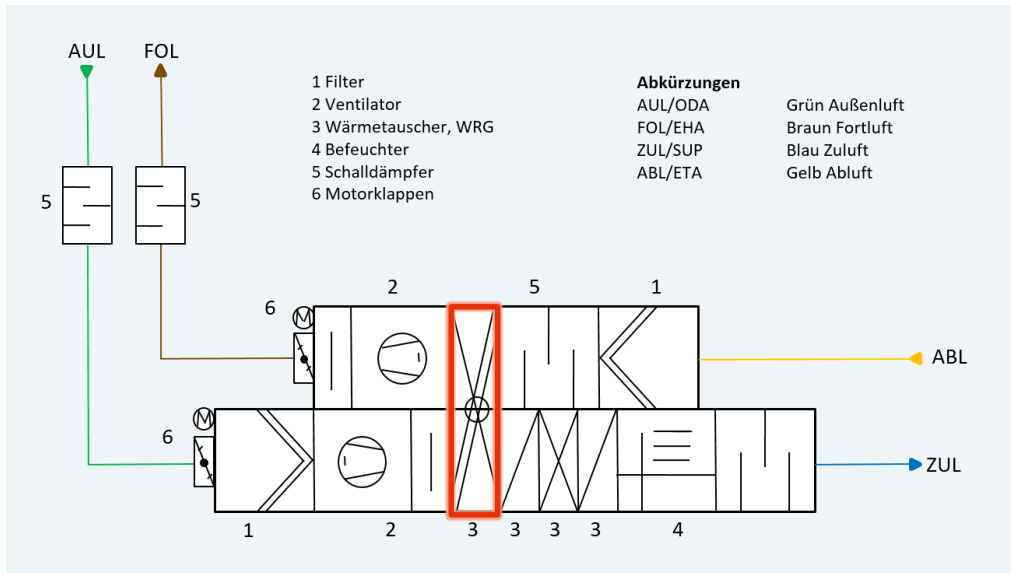 AUL FOL
1 Filter
2 Ventilator
3 Wärmetauscher, WRG
4 Befeuchter
5 Schalldämpfer
6 Motorklappen
Abkürzungen
AUL/ODA Grün Außenluft
FOL/EHA Braun Fortluft
ZUL/SUP Blau Zuluft
ABL/ETA Gelb Abluft
5 5
6 2 5 1
M
ABL
M
6
ZUL
1 2 3 3 3 3 4